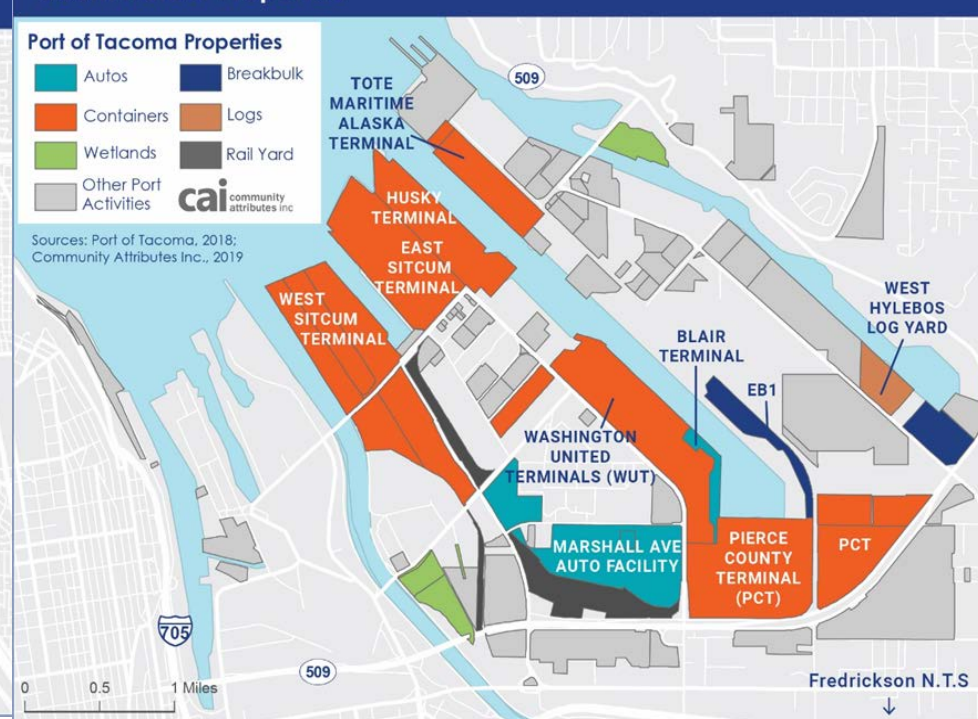 Port of Tacoma Properties
Autos
Breakbulk
Containers
Logs
Wetlands
Rail Yard
Other Port
Activities
cai community
attributes inc
Sources: Port of Tacoma, 2018;
Community Attributes Inc., 2019
509
TOTE
MARITIME
ALASKA
TERMINAL
HUSKY
TERMINAL
EAST
SITCUM
TERMINAL
WEST
SITCUM
TERMINAL
WEST
HYLEBOS
LOG YARD
BLAIR
TERMINAL
EB1
WASHINGTON
UNITED
TERMINALS (WUT)
MARSHALL AVE
AUTO FACILITY
PIERCE
COUNTY
TERMINAL
(PCT)
PCT
705
509
0 0.5 1 Miles
Fredrickson N.T.S